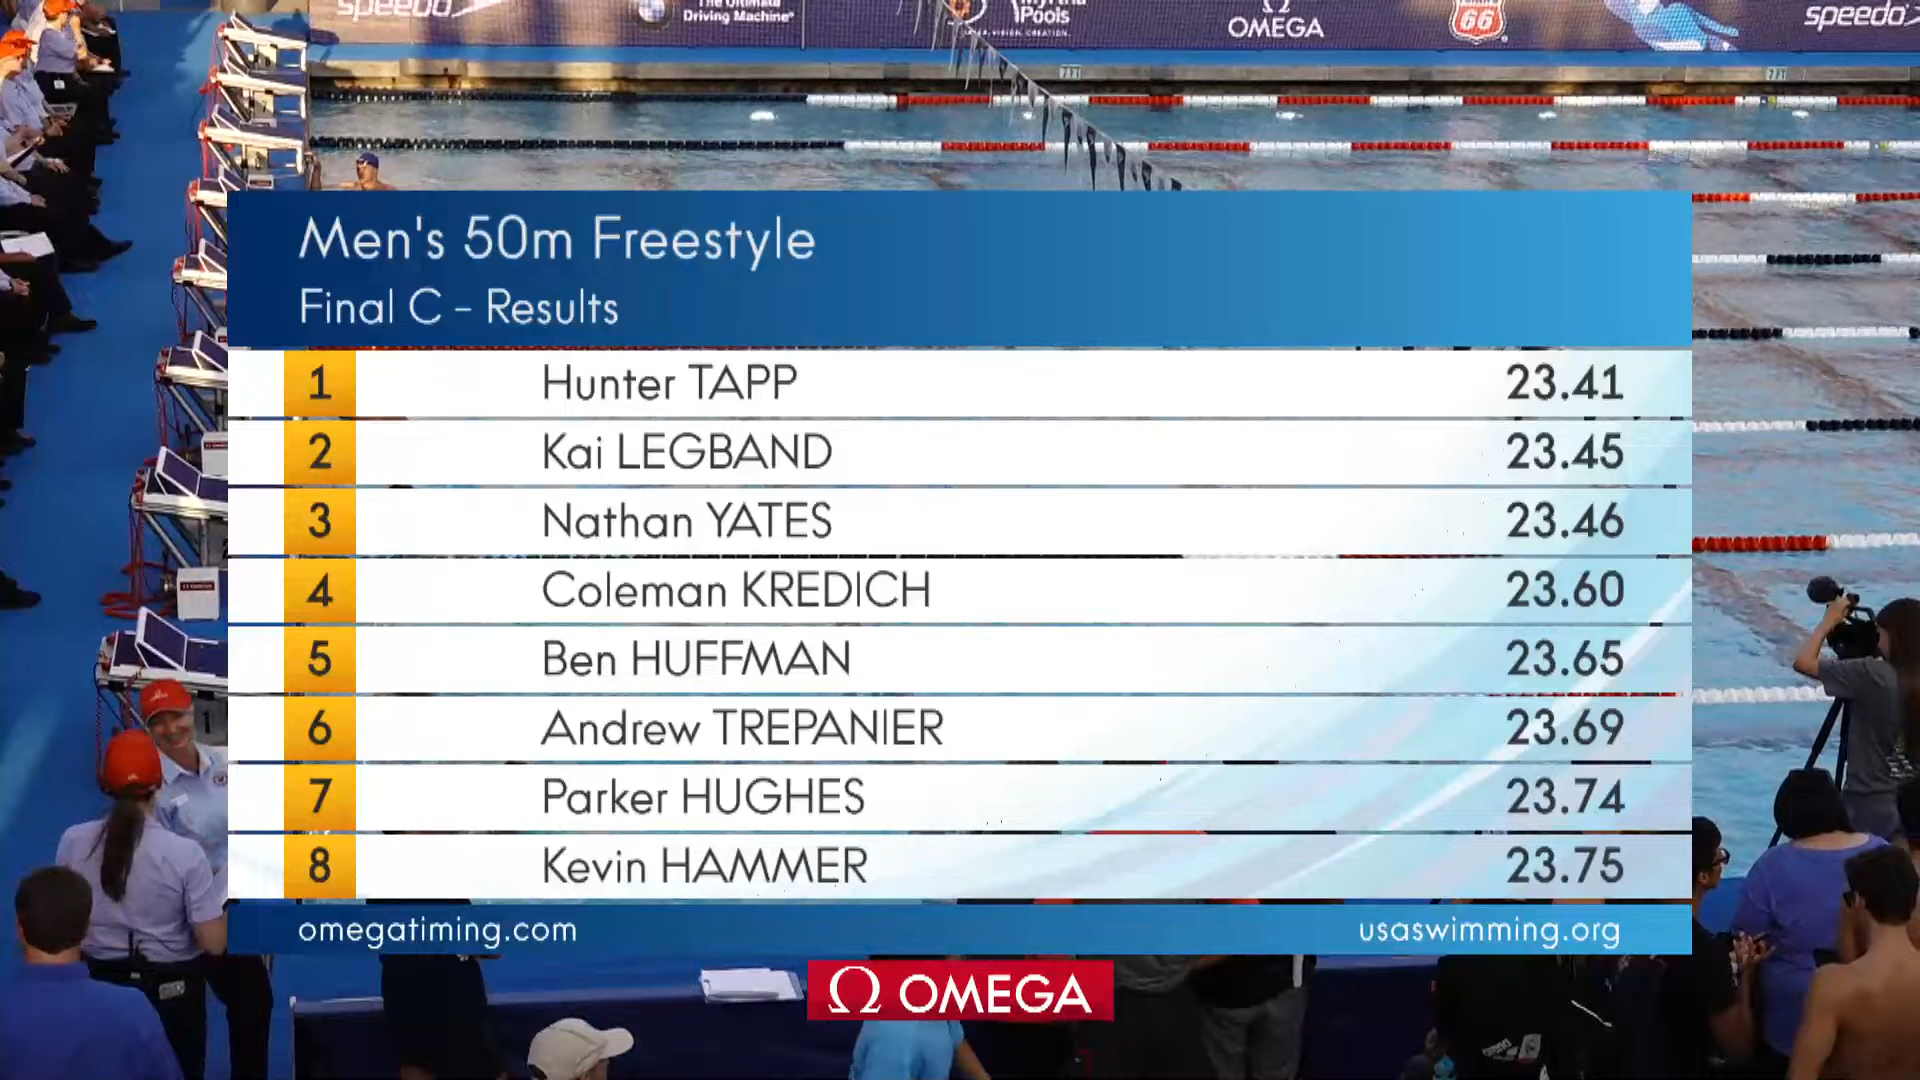 speedo
The Ultimate
Driving Machine®
Myrtha
Pools
OMEGA
66
speedo
Men's 50m Freestyle
Final C - Results
1 Hunter TAPP 23.41
2 Kai LEGBAND 23.45
3 Nathan YATES 23.46
4 Coleman KREDICH 23.60
5 Ben HUFFMAN 23.65
6 Andrew TREPANIER 23.69
7 Parker HUGHES 23.74
8 Kevin HAMMER 23.75
omegatiming.com usaswimming.org
Ω OMEGA